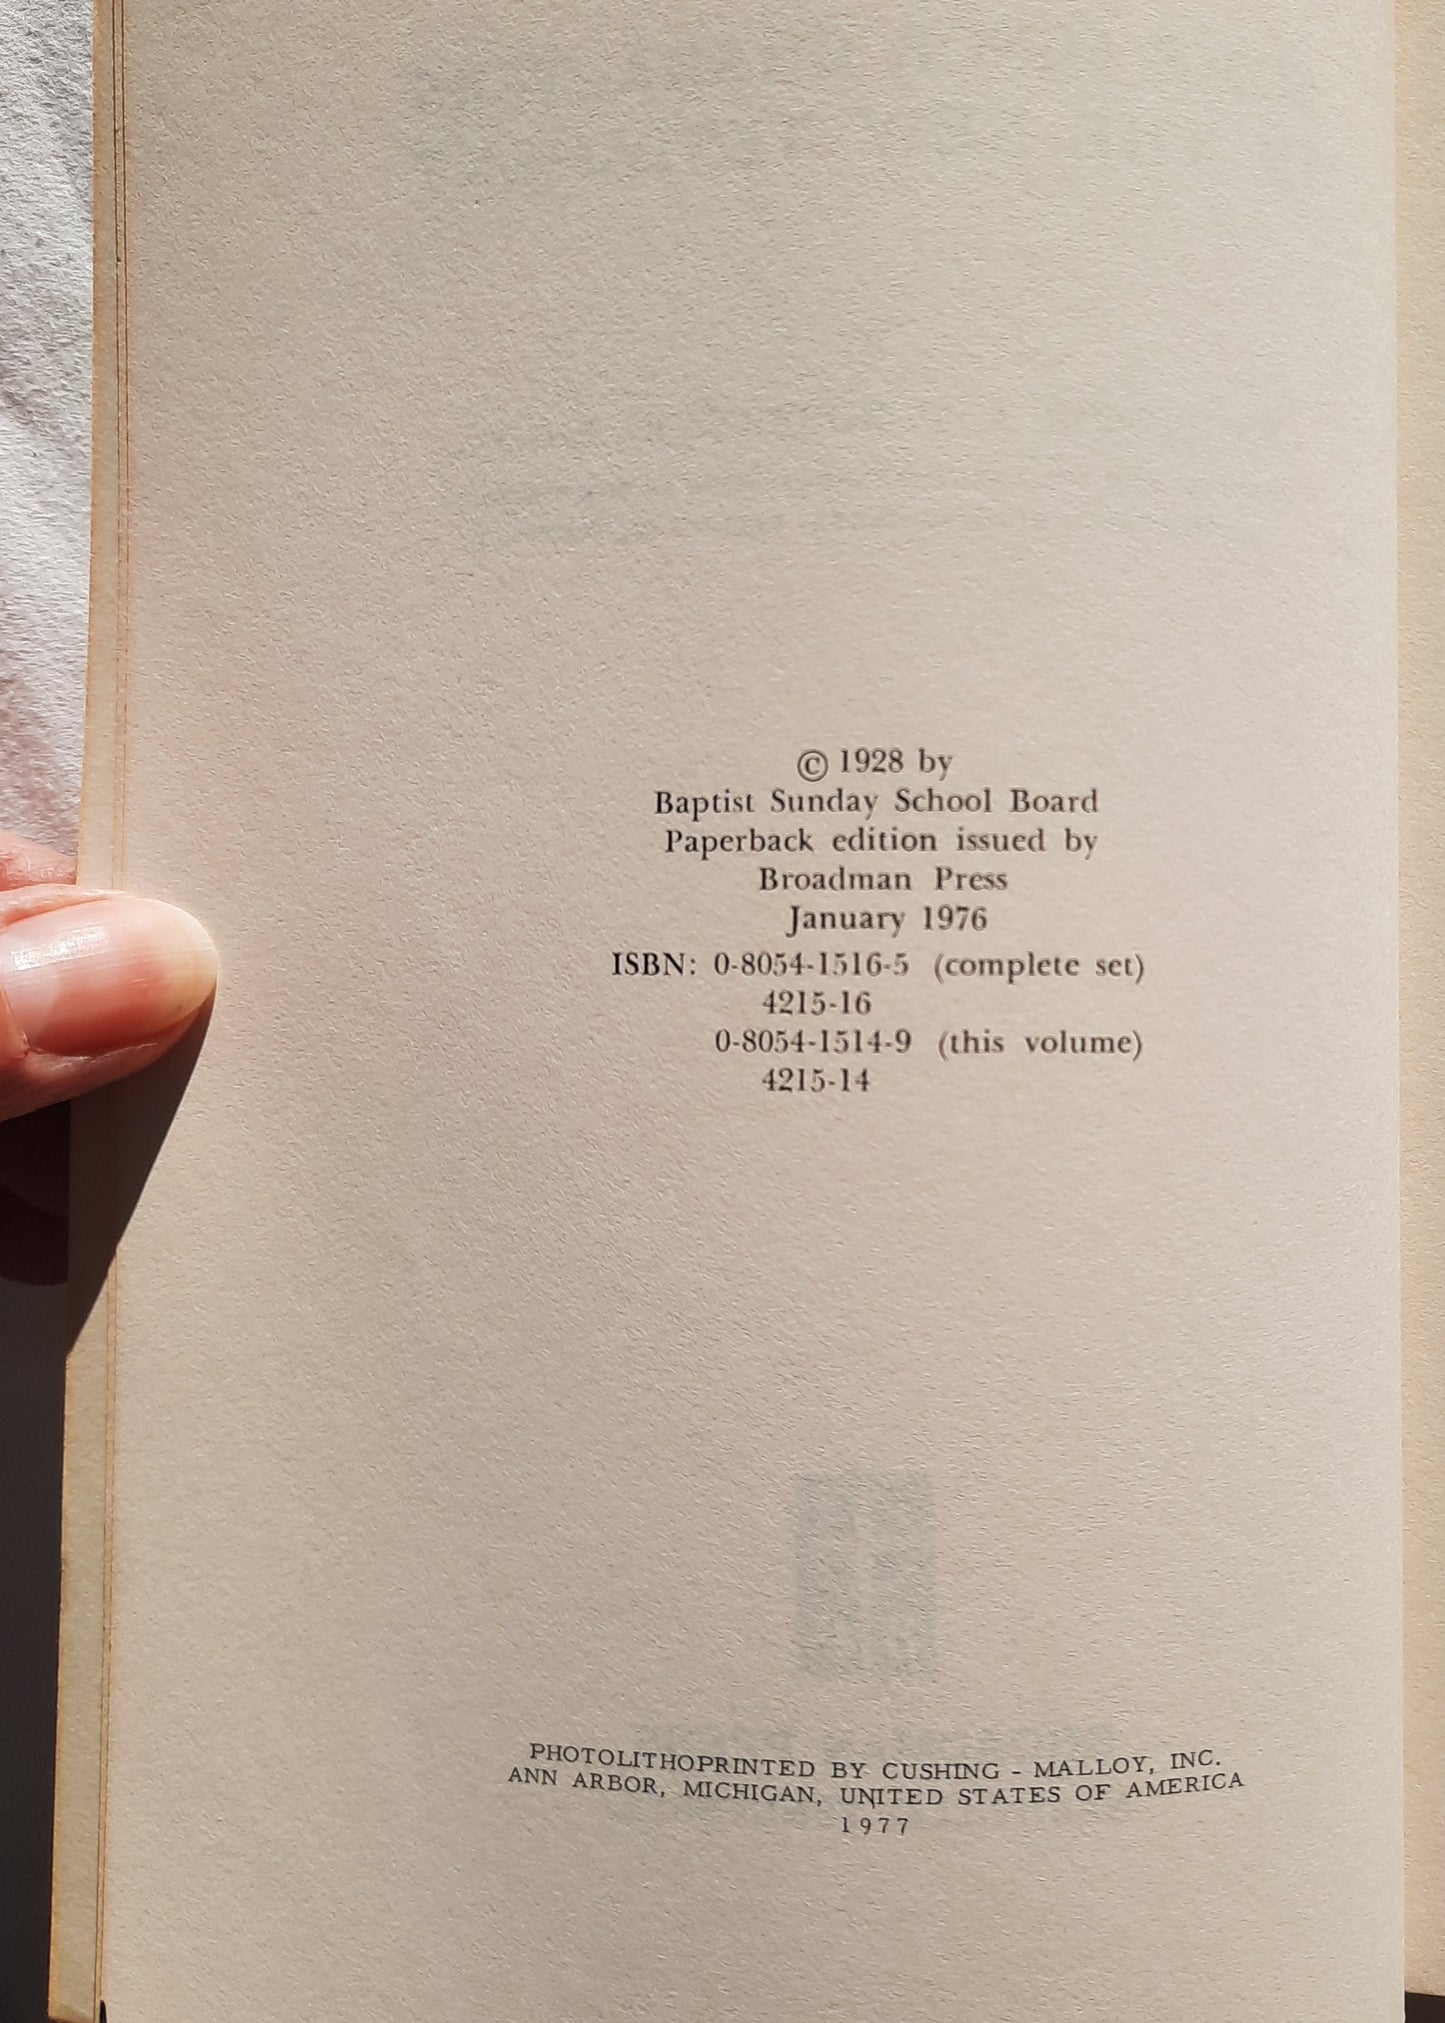 © 1928 by
Baptist Sunday School Board
Paperback edition issued by
Broadman Press
January 1976
ISBN: 0-8054-1516-5 (complete set)
4215-16
0-8054-1514-9 (this volume)
4215-14
PHOTOLITHOPRINTED BY CUSHING - MALLOY, INC.
ANN ARBOR, MICHIGAN, UNITED STATES OF AMERICA
1977